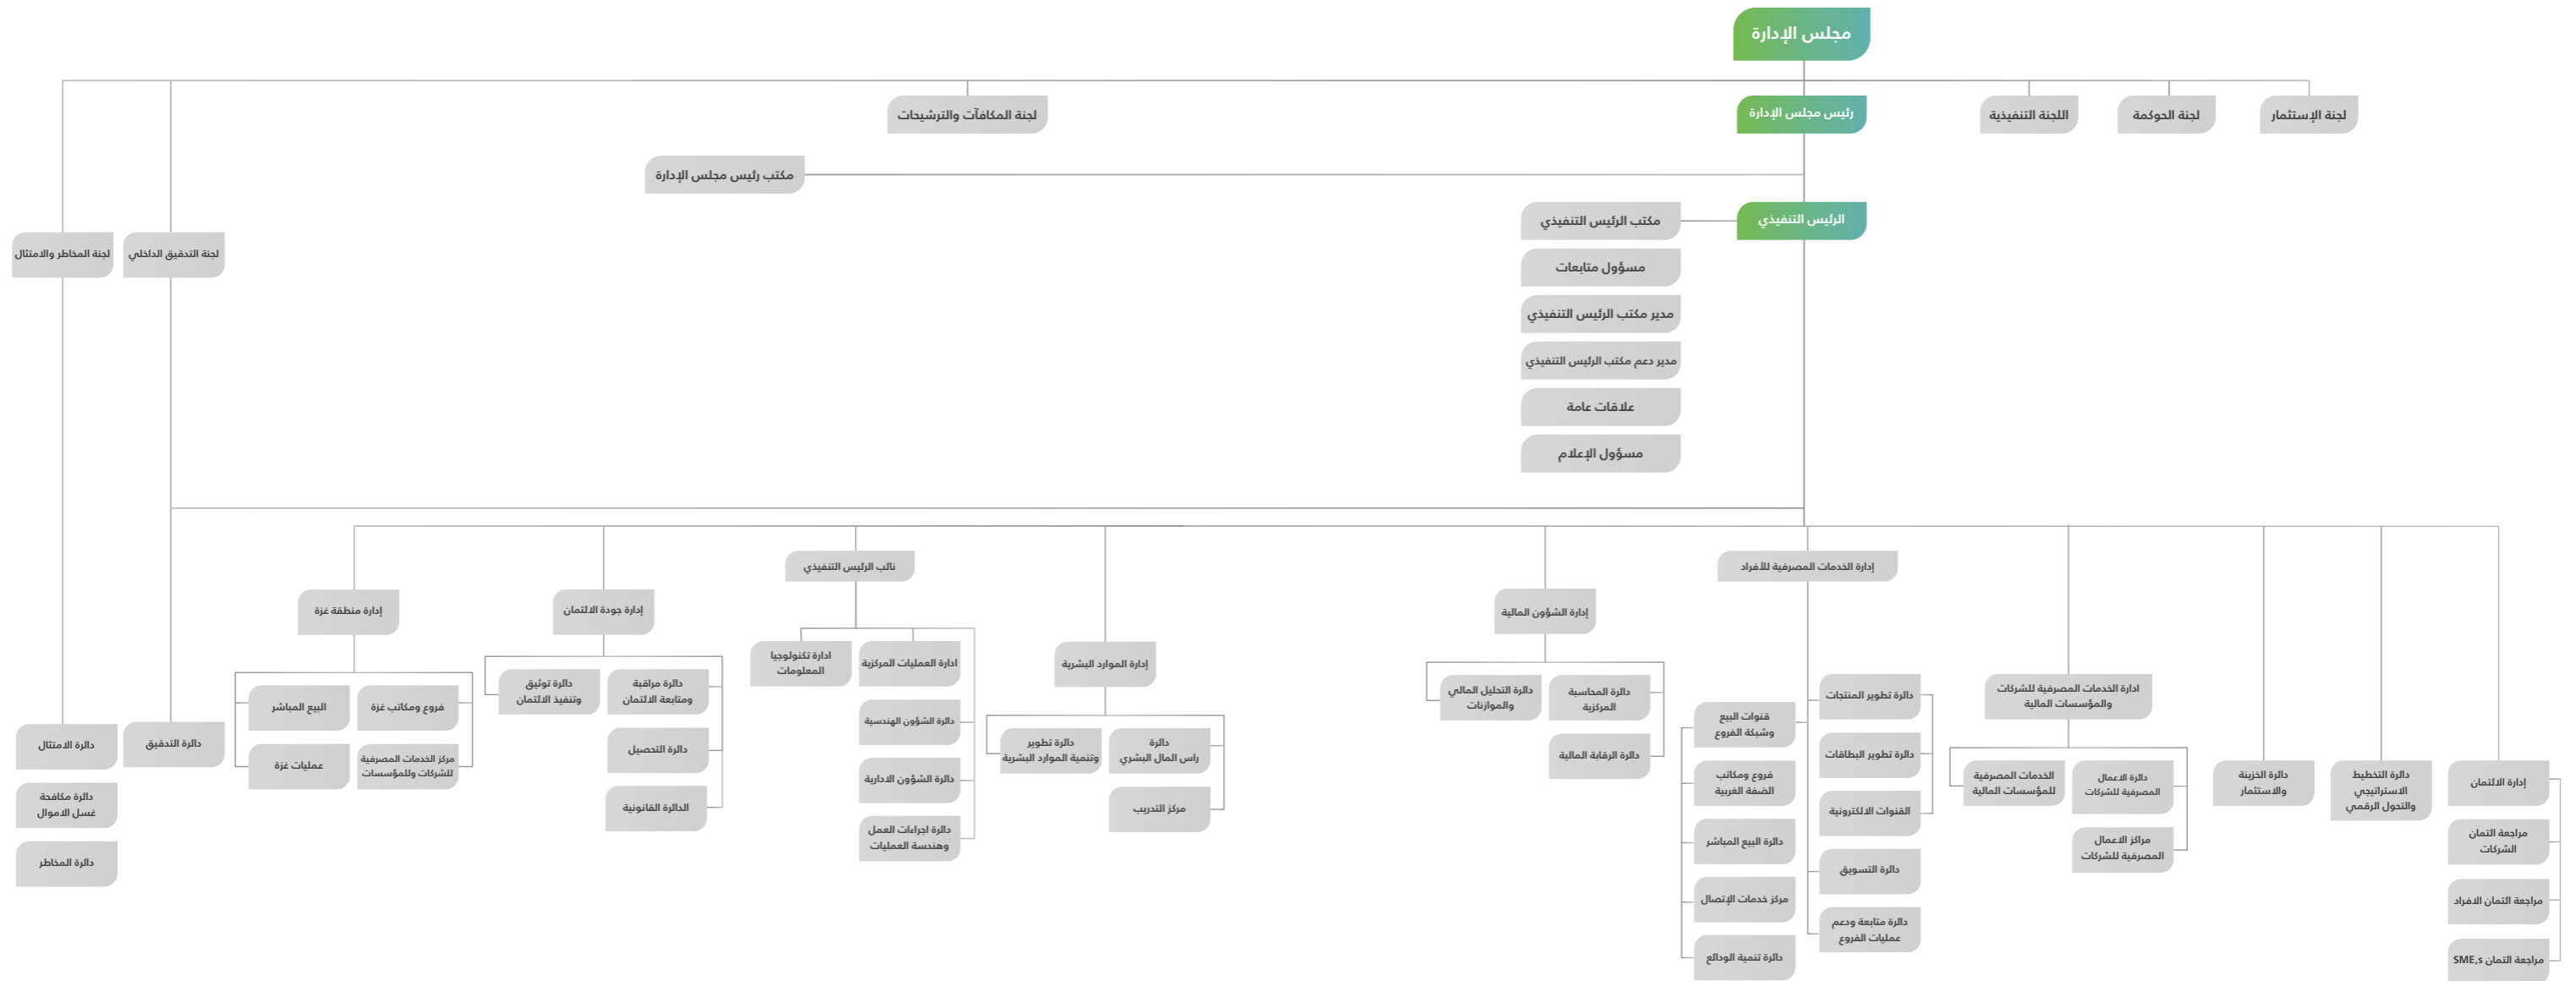 مجلس الإدارة
لجنة الإستثمار
لجنة الحوكمة
اللجنة التنفيذية
رئيس مجلس الإدارة
لجنة المكافآت والترشيحات
مكتب رئيس مجلس الإدارة
الرئيس التنفيذي
مكتب الرئيس التنفيذي
مسؤول متابعات
مدير مكتب الرئيس التنفيذي
مدير دعم مكتب الرئيس التنفيذي
علاقات عامة
مسؤول الإعلام
لجنة التدقيق الداخلي
لجنة المخاطر والامتثال
إدارة الائتمان
مراجعة ائتمان
الشركات
مراجعة ائتمان الافراد
مراجعة ائتمان SME,s
دائرة التخطيط
الاستراتيجي
والتحول الرقمي
دائرة الخزينة
والاستثمار
ادارة الخدمات المصرفية للشركات
والمؤسسات المالية
دائرة الاعمال
المصرفية للشركات
مراكز الاعمال
المصرفية للشركات
الخدمات المصرفية
للمؤسسات المالية
إدارة الخدمات المصرفية للأفراد
دائرة تطوير المنتجات
دائرة تطوير البطاقات
القنوات الالكترونية
دائرة التسويق
دائرة متابعة ودعم
عمليات الفروع
قنوات البيع
وشبكة الفروع
فروع ومكاتب
الضفة الغربية
دائرة البيع المباشر
مركز خدمات الإتصال
دائرة تنمية الودائع
إدارة الشؤون المالية
دائرة المحاسبة
المركزية
دائرة الرقابة المالية
دائرة التحليل المالي
والموازنات
إدارة الموارد البشرية
دائرة
راس المال البشري
مركز التدريب
دائرة تطوير
وتنمية الموارد البشرية
نائب الرئيس التنفيذي
ادارة العمليات المركزية
دائرة الشؤون الهندسية
دائرة الشؤون الادارية
دائرة اجراءات العمل
وهندسة العمليات
ادارة تكنولوجيا
المعلومات
إدارة جودة الائتمان
دائرة مراقبة
ومتابعة الائتمان
دائرة التحصيل
الدائرة القانونية
دائرة توثيق
وتنفيذ الائتمان
إدارة منطقة غزة
فروع ومكاتب غزة
مركز الخدمات المصرفية
للشركات وللمؤسسات
البيع المباشر
عمليات غزة
دائرة التدقيق
دائرة الامتثال
دائرة مكافحة
غسل الاموال
دائرة المخاطر